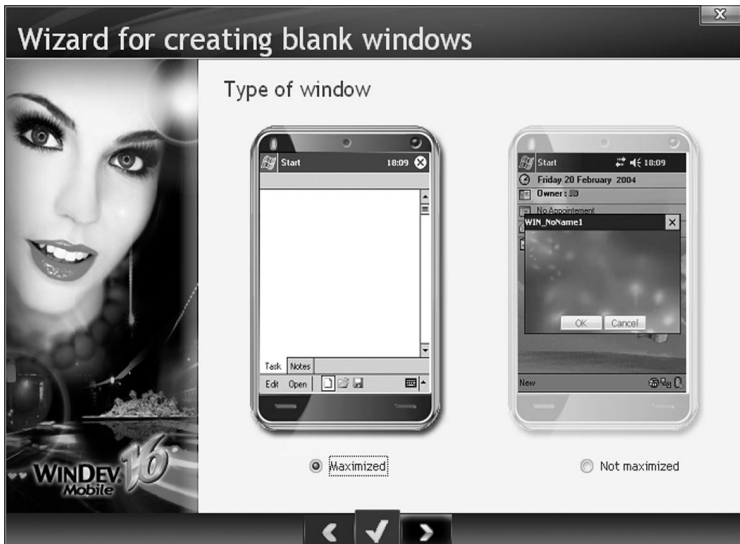 Wizard for creating blank windows
Type of window
Start 18:09
Task Notes
Edit Open
Maximized
Start 18:09
Friday 20 February 2004
Owner :
No Appointement
WIN_NoName1
OK Cancel
New
Not maximized
WINDEV 16
Mobile